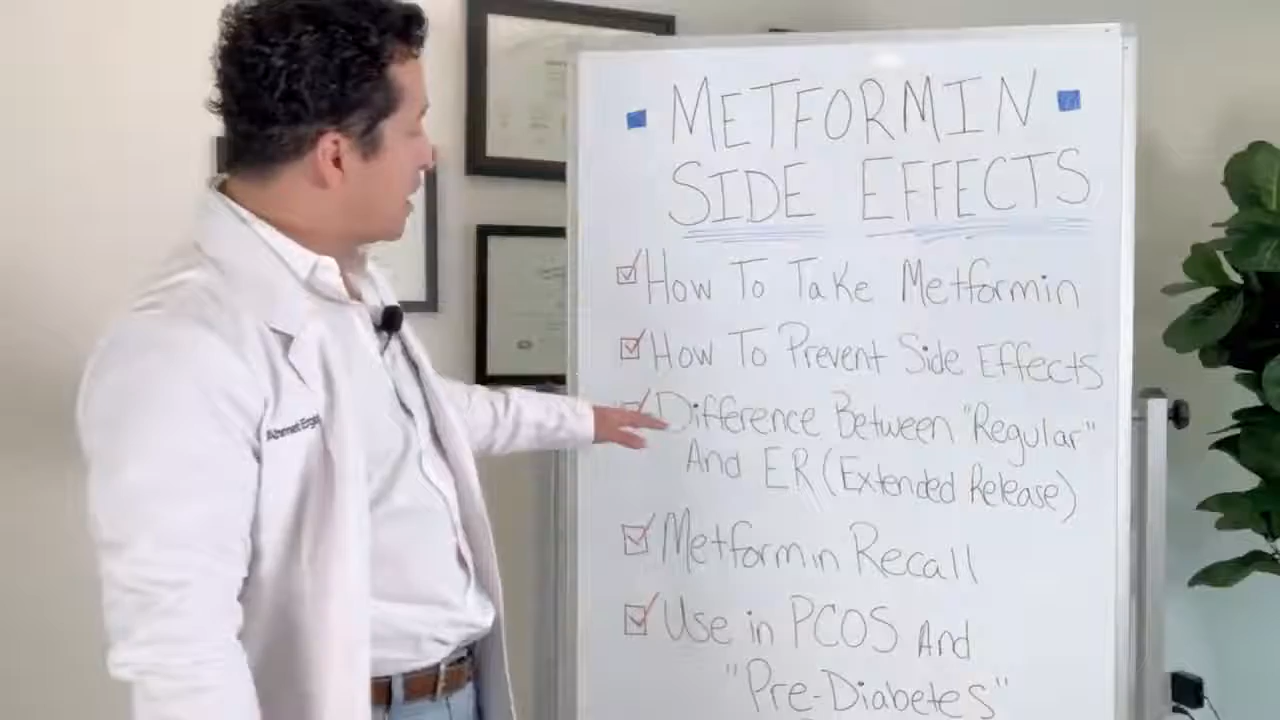 METFORMIN
SIDE EFFECTS
How To Take Metformin
How To Prevent Side Effects
Difference Between "Regular"
And ER (Extended Release)
Metformin Recall
Use in PCOS And
"Pre-Diabetes"
Ahmet